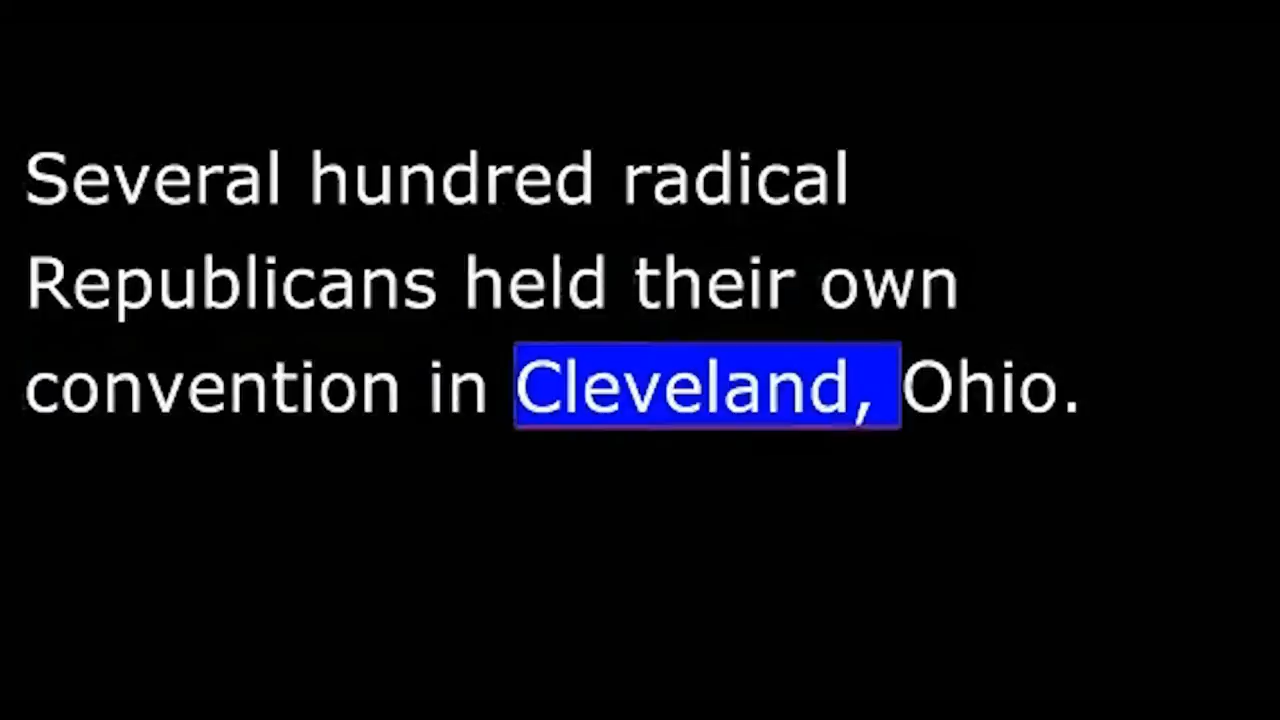 Several hundred radical
Republicans held their own
convention in Cleveland, Ohio.